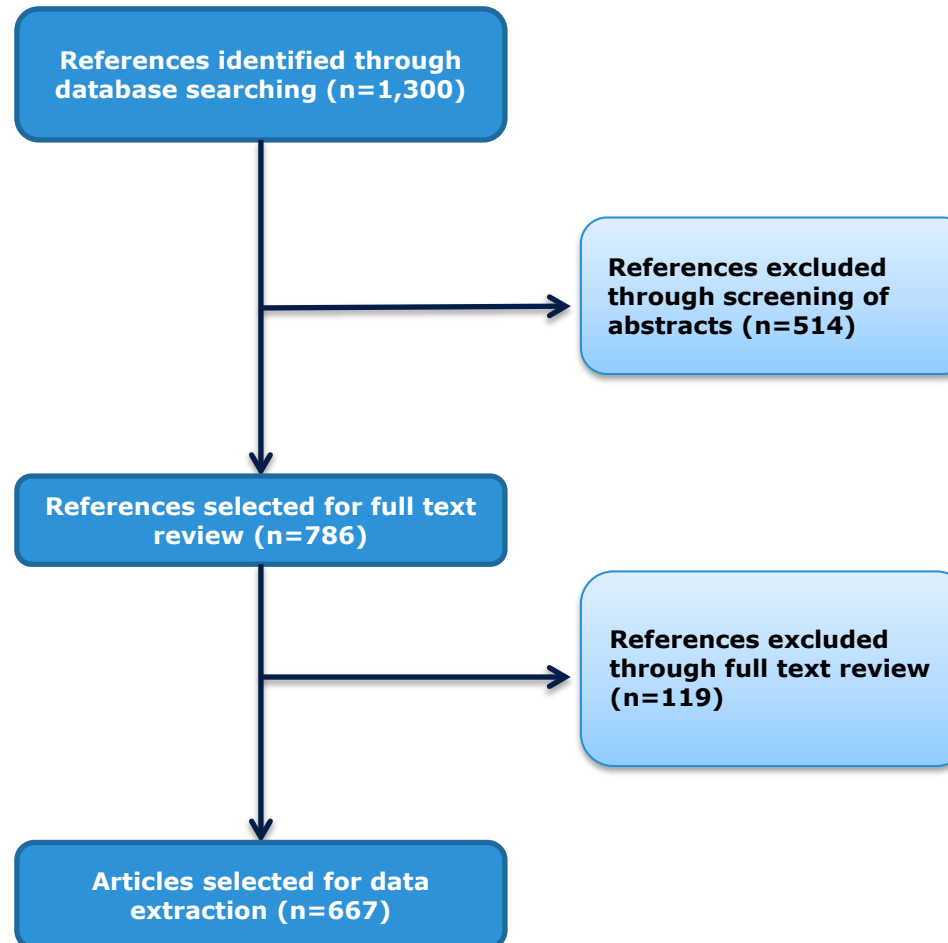 References identified through
database searching (n=1,300)
References excluded
through screening of
abstracts (n=514)
References selected for full text
review (n=786)
References excluded
through full text review
(n=119)
Articles selected for data
extraction (n=667)